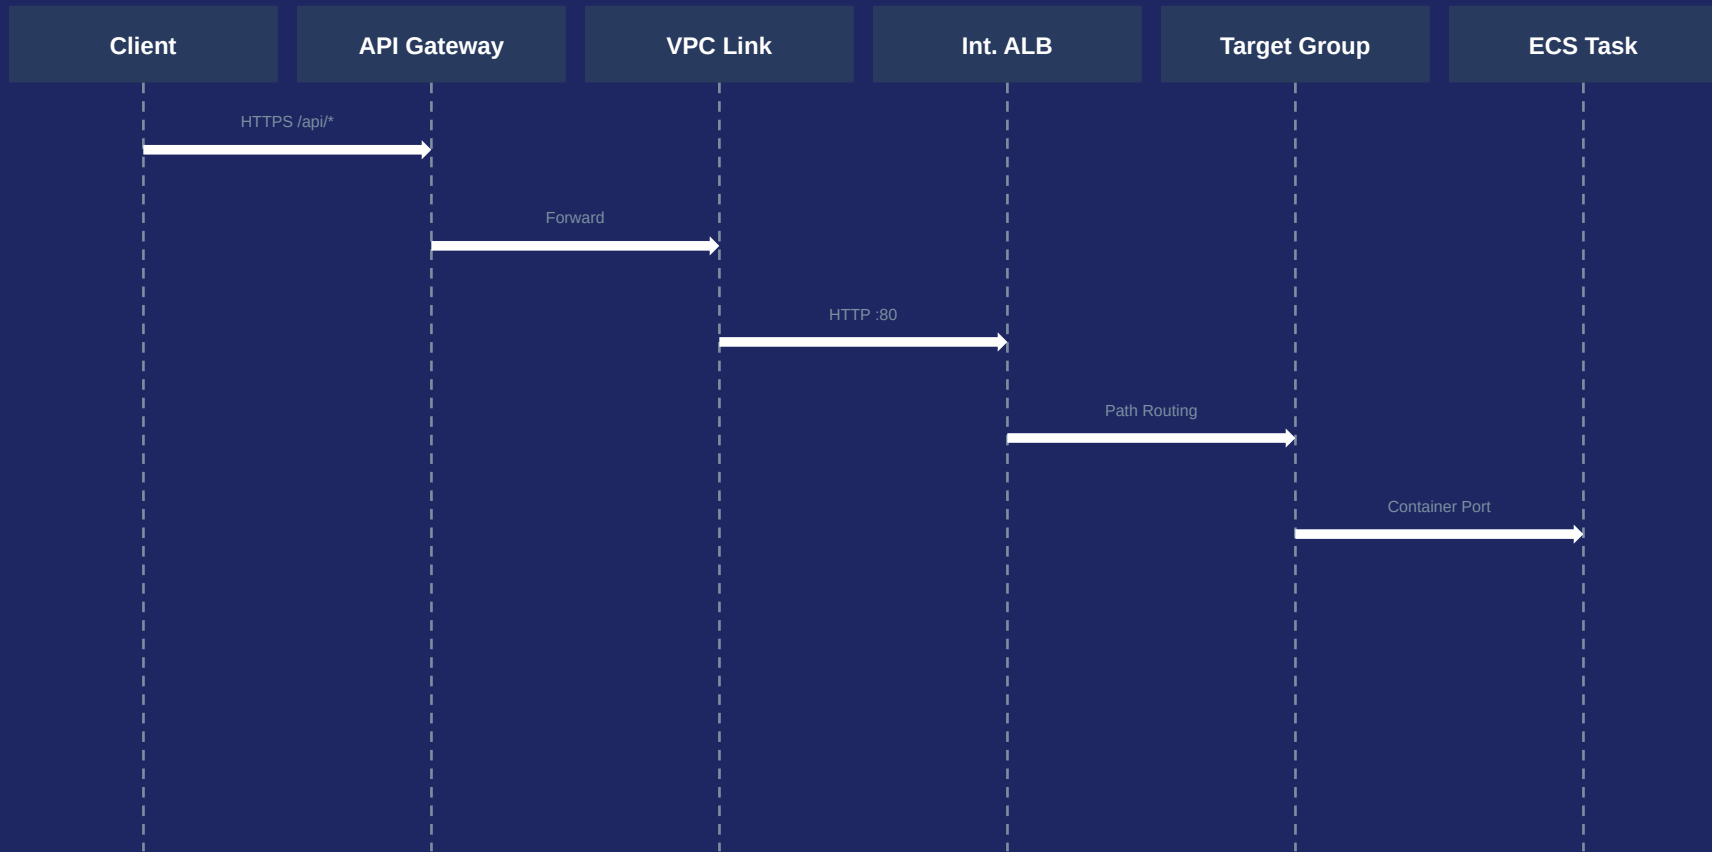 Client
API Gateway
VPC Link
Int. ALB
Target Group
ECS Task
HTTPS /api/*
Forward
HTTP :80
Path Routing
Container Port